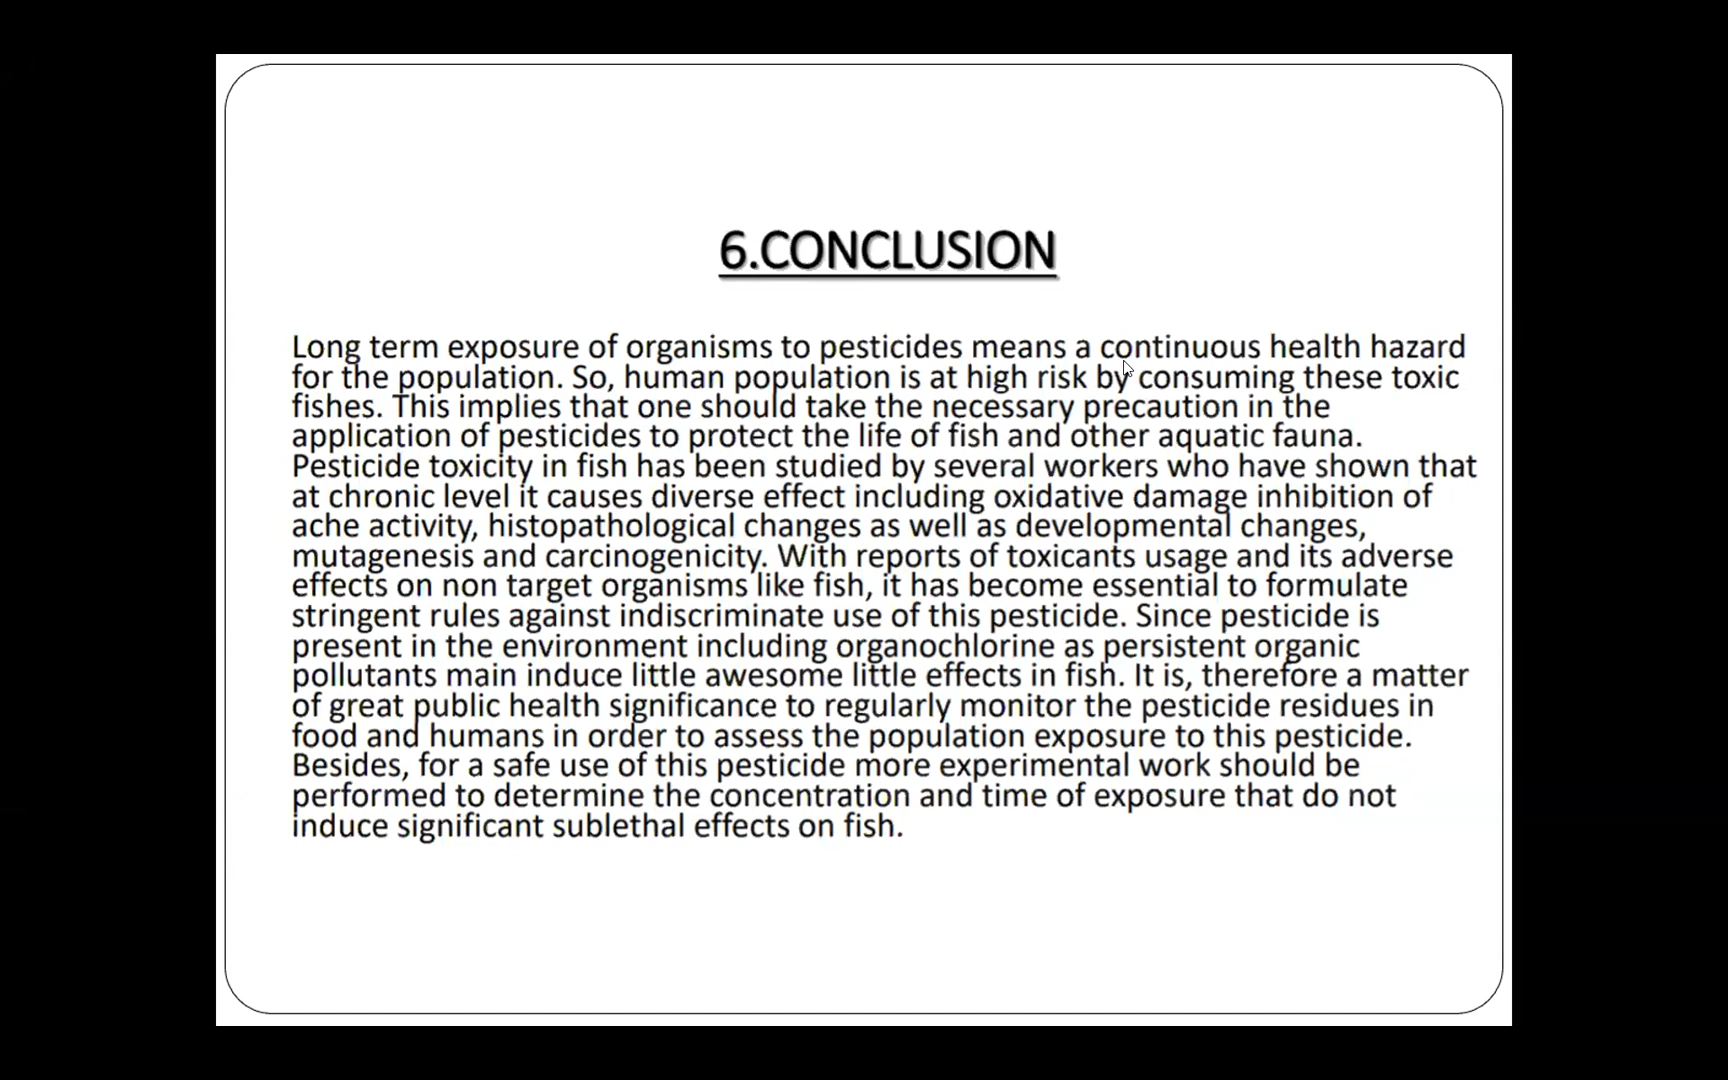 6.CONCLUSION
Long term exposure of organisms to pesticides means a continuous health hazard
for the population. So, human population is at high risk by consuming these toxic
fishes. This implies that one should take the necessary precaution in the
application of pesticides to protect the life of fish and other aquatic fauna.
Pesticide toxicity in fish has been studied by several workers who have shown that
at chronic level it causes diverse effect including oxidative damage inhibition of
ache activity, histopathological changes as well as developmental changes,
mutagenesis and carcinogenicity. With reports of toxicants usage and its adverse
effects on non target organisms like fish, it has become essential to formulate
stringent rules against indiscriminate use of this pesticide. Since pesticide is
present in the environment including organochlorine as persistent organic
pollutants main induce little awesome little effects in fish. It is, therefore a matter
of great public health significance to regularly monitor the pesticide residues in
food and humans in order to assess the population exposure to this pesticide.
Besides, for a safe use of this pesticide more experimental work should be
performed to determine the concentration and time of exposure that do not
induce significant sublethal effects on fish.